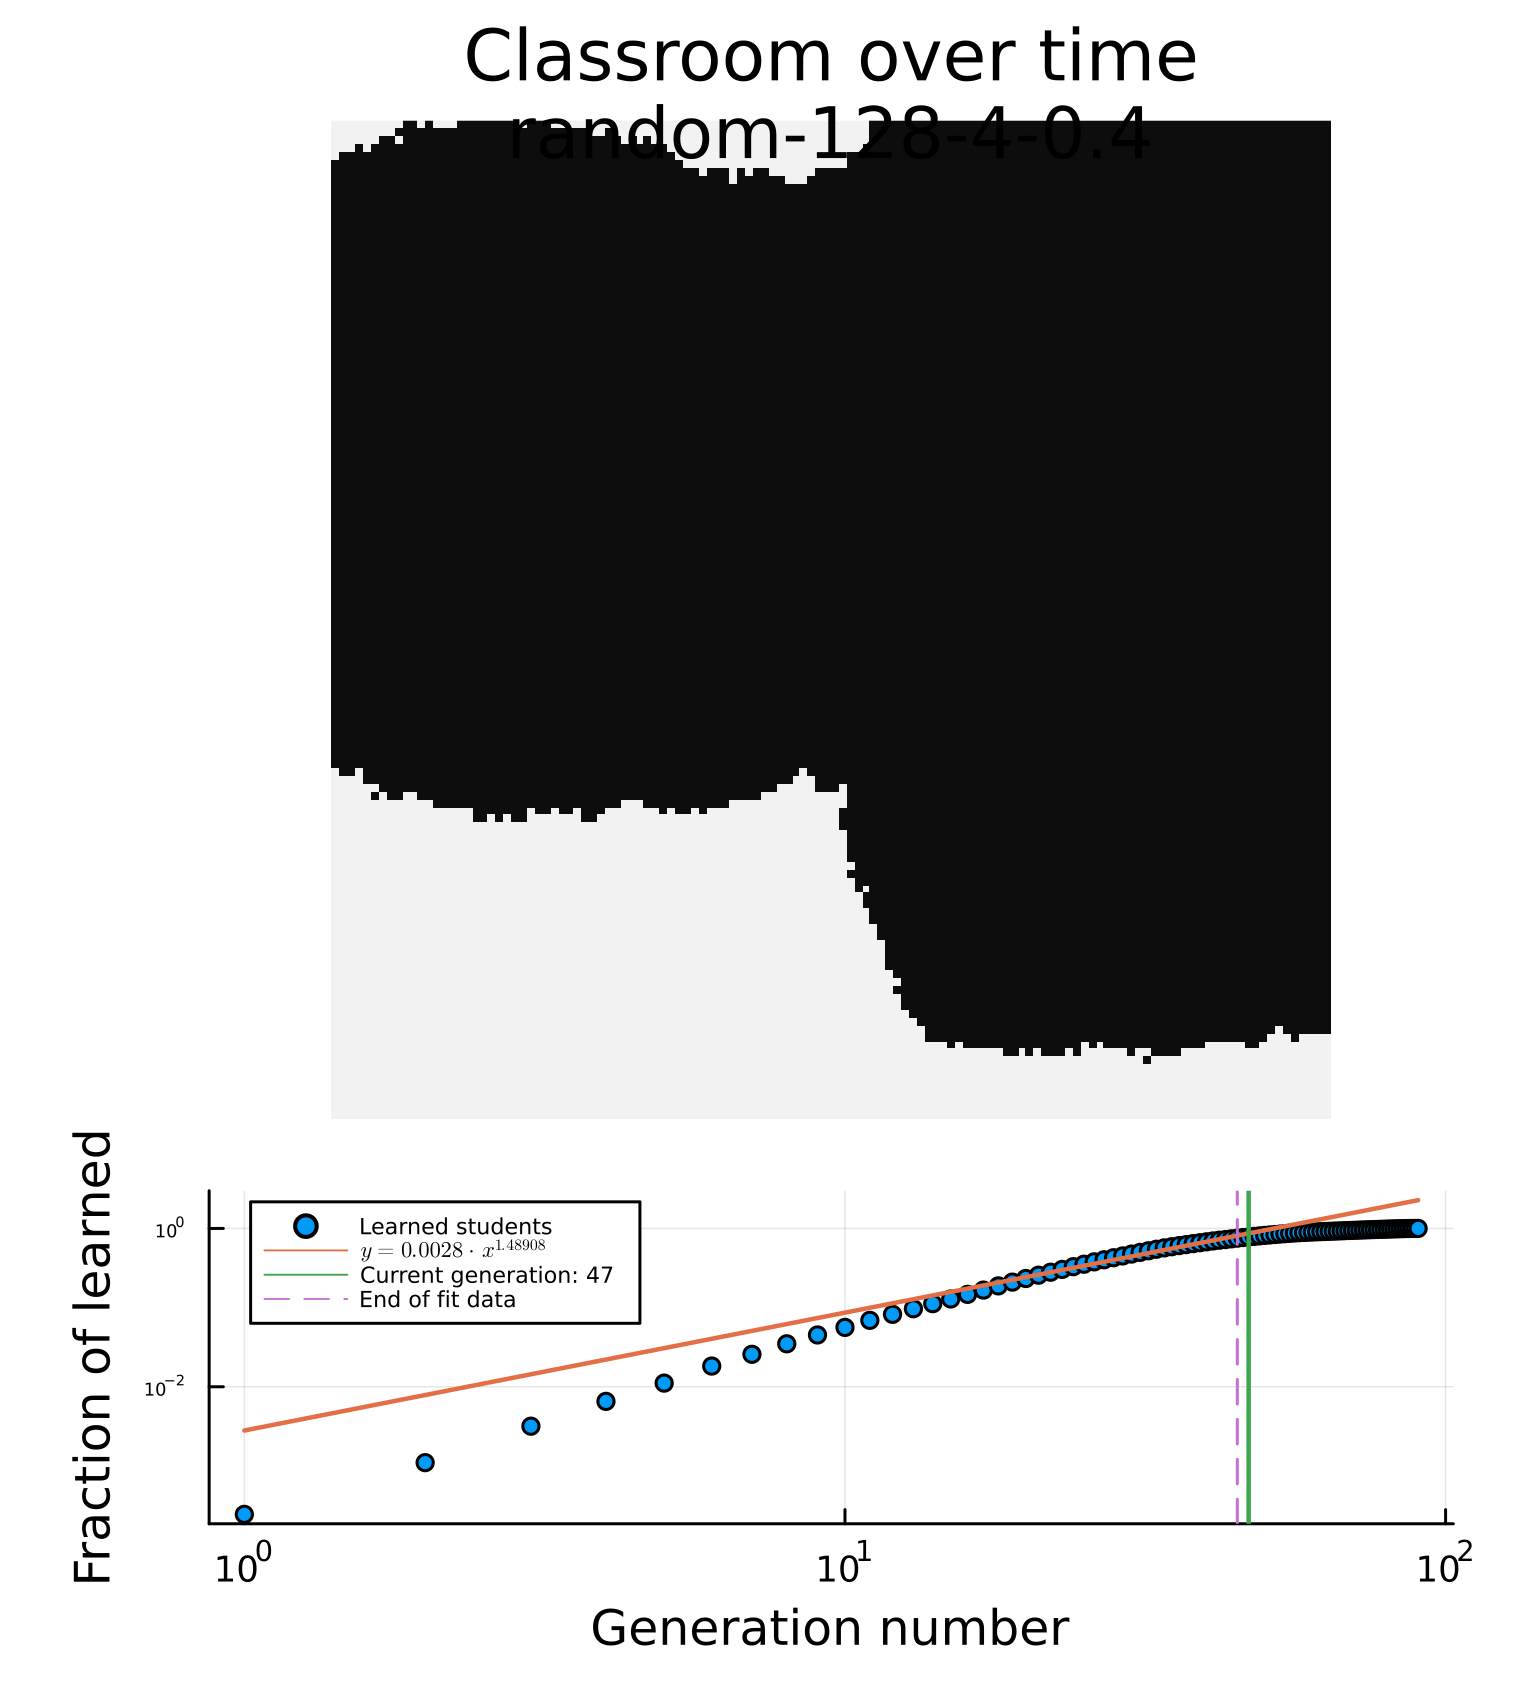 Classroom over time
random-128-4-0.4
Fraction of learned
10⁰
10⁻²
Learned students
y = 0.0028 · x^1.48908
Current generation: 47
End of fit data
10⁰ 10¹ 10²
Generation number